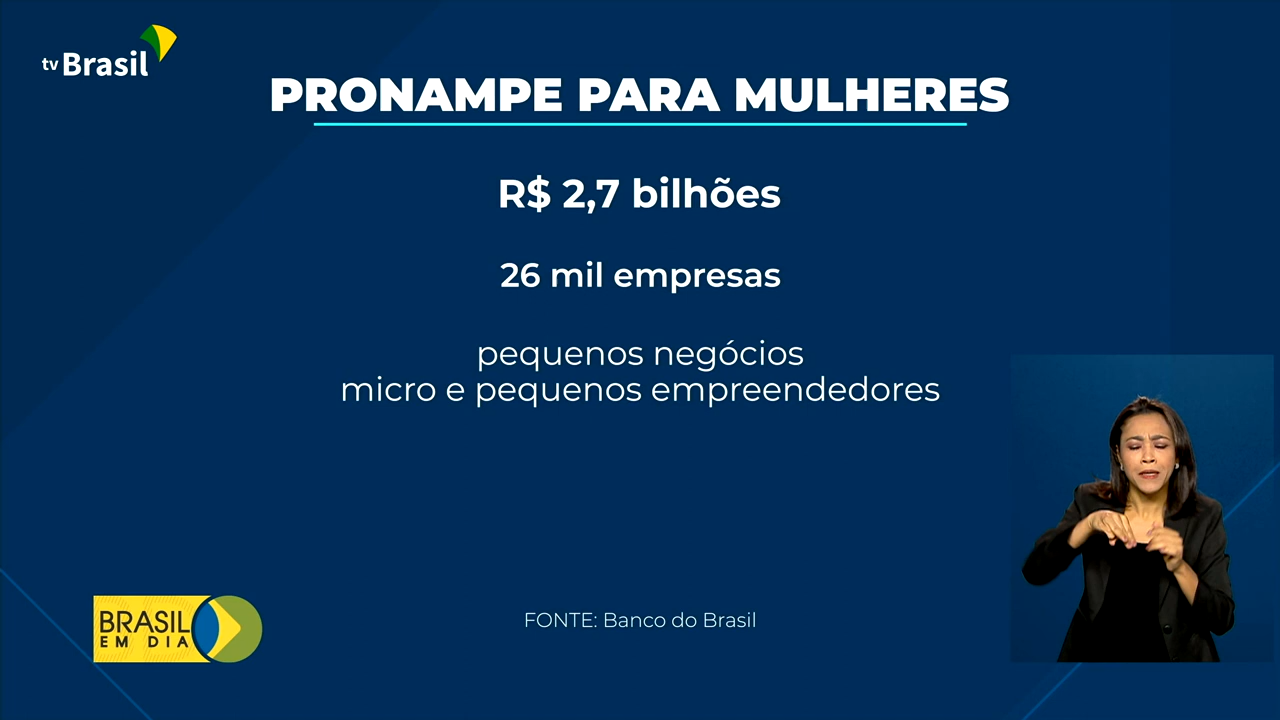 tv Brasil
PRONAMPE PARA MULHERES
R$ 2,7 bilhões
26 mil empresas
pequenos negócios
micro e pequenos empreendedores
BRASIL
EM DIA
FONTE: Banco do Brasil